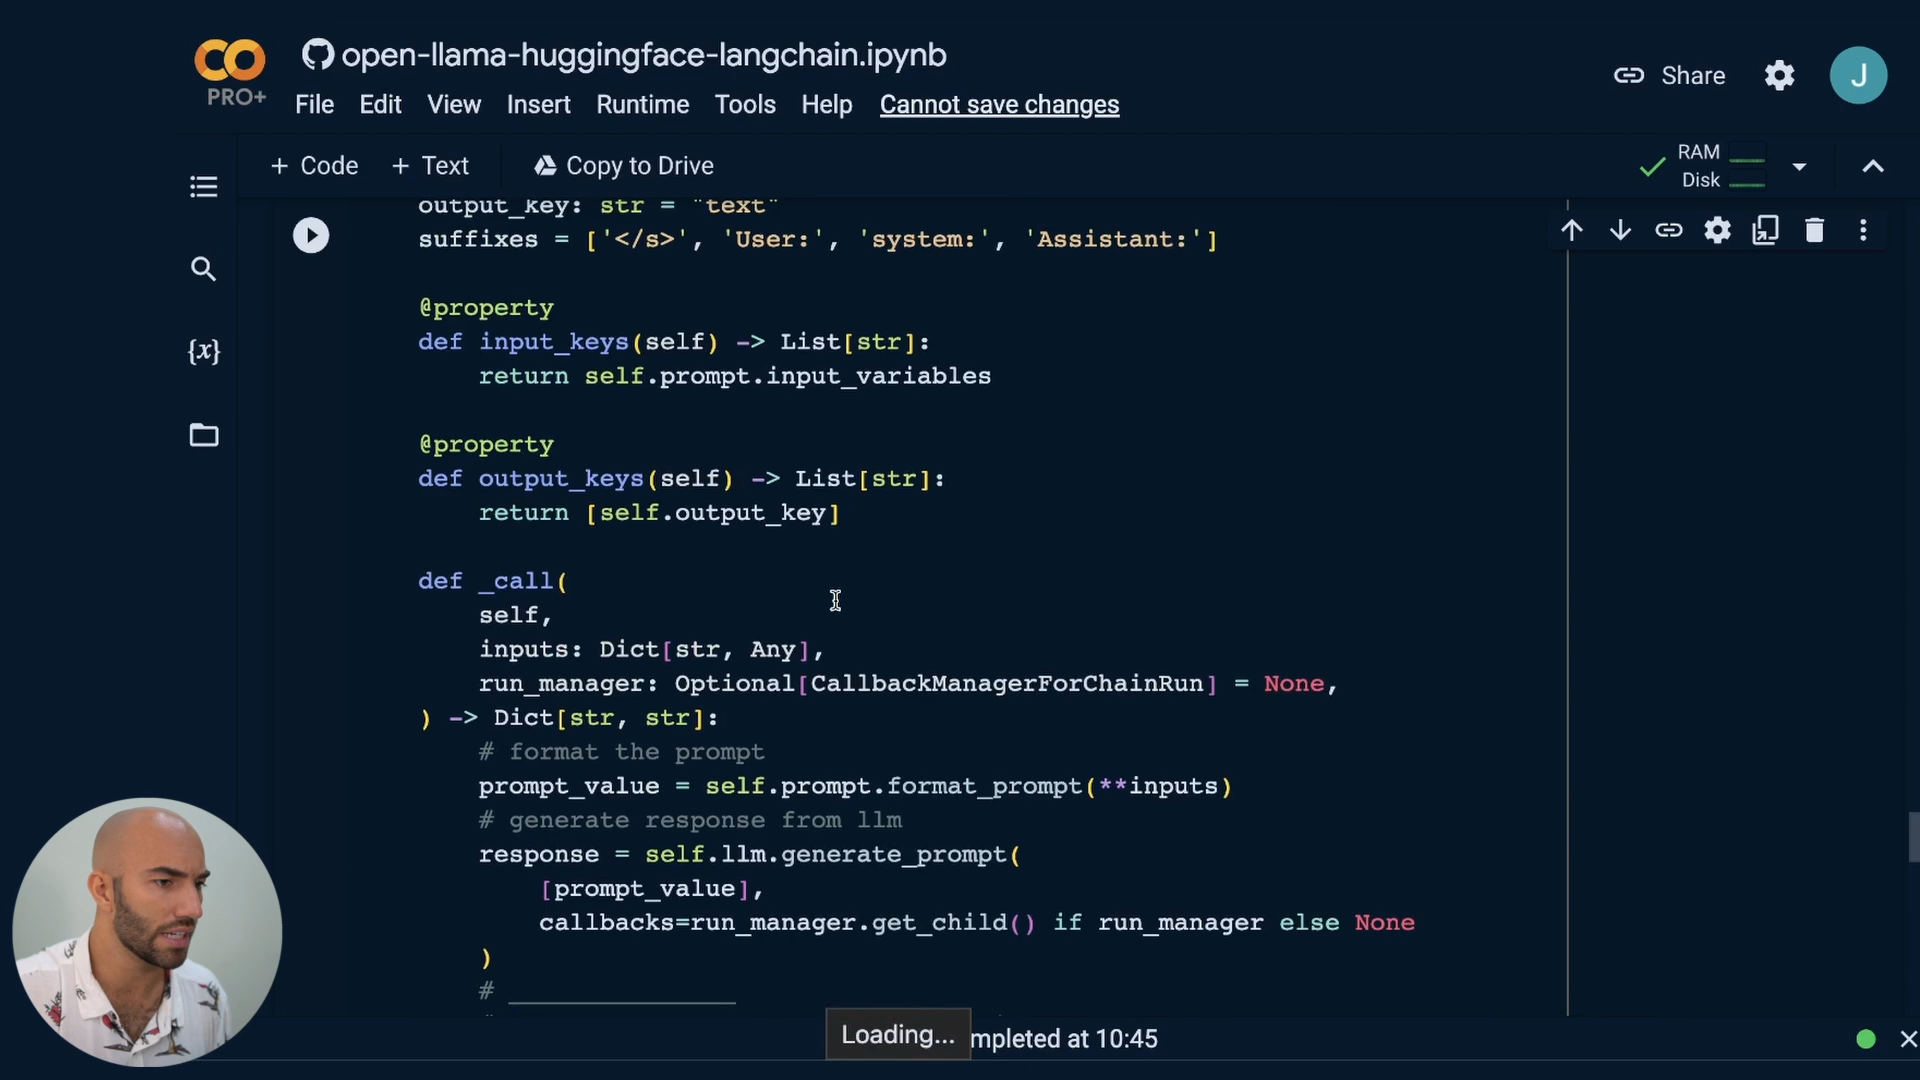 open-llama-huggingface-langchain.ipynb
PRO+
File Edit View Insert Runtime Tools Help Cannot save changes
Share
J
+ Code + Text Copy to Drive
RAM
Disk
output_key: str = "text"
suffixes = ['</s>', 'User:', 'system:', 'Assistant:']
@property
def input_keys(self) -> List[str]:
return self.prompt.input_variables
{x}
@property
def output_keys(self) -> List[str]:
return [self.output_key]
def _call(
self,
inputs: Dict[str, Any],
run_manager: Optional[CallbackManagerForChainRun] = None,
) -> Dict[str, str]:
# format the prompt
prompt_value = self.prompt.format_prompt(**inputs)
# generate response from llm
response = self.llm.generate_prompt(
[prompt_value],
callbacks=run_manager.get_child() if run_manager else None
)
# _______________
Loading...
mpleted at 10:45